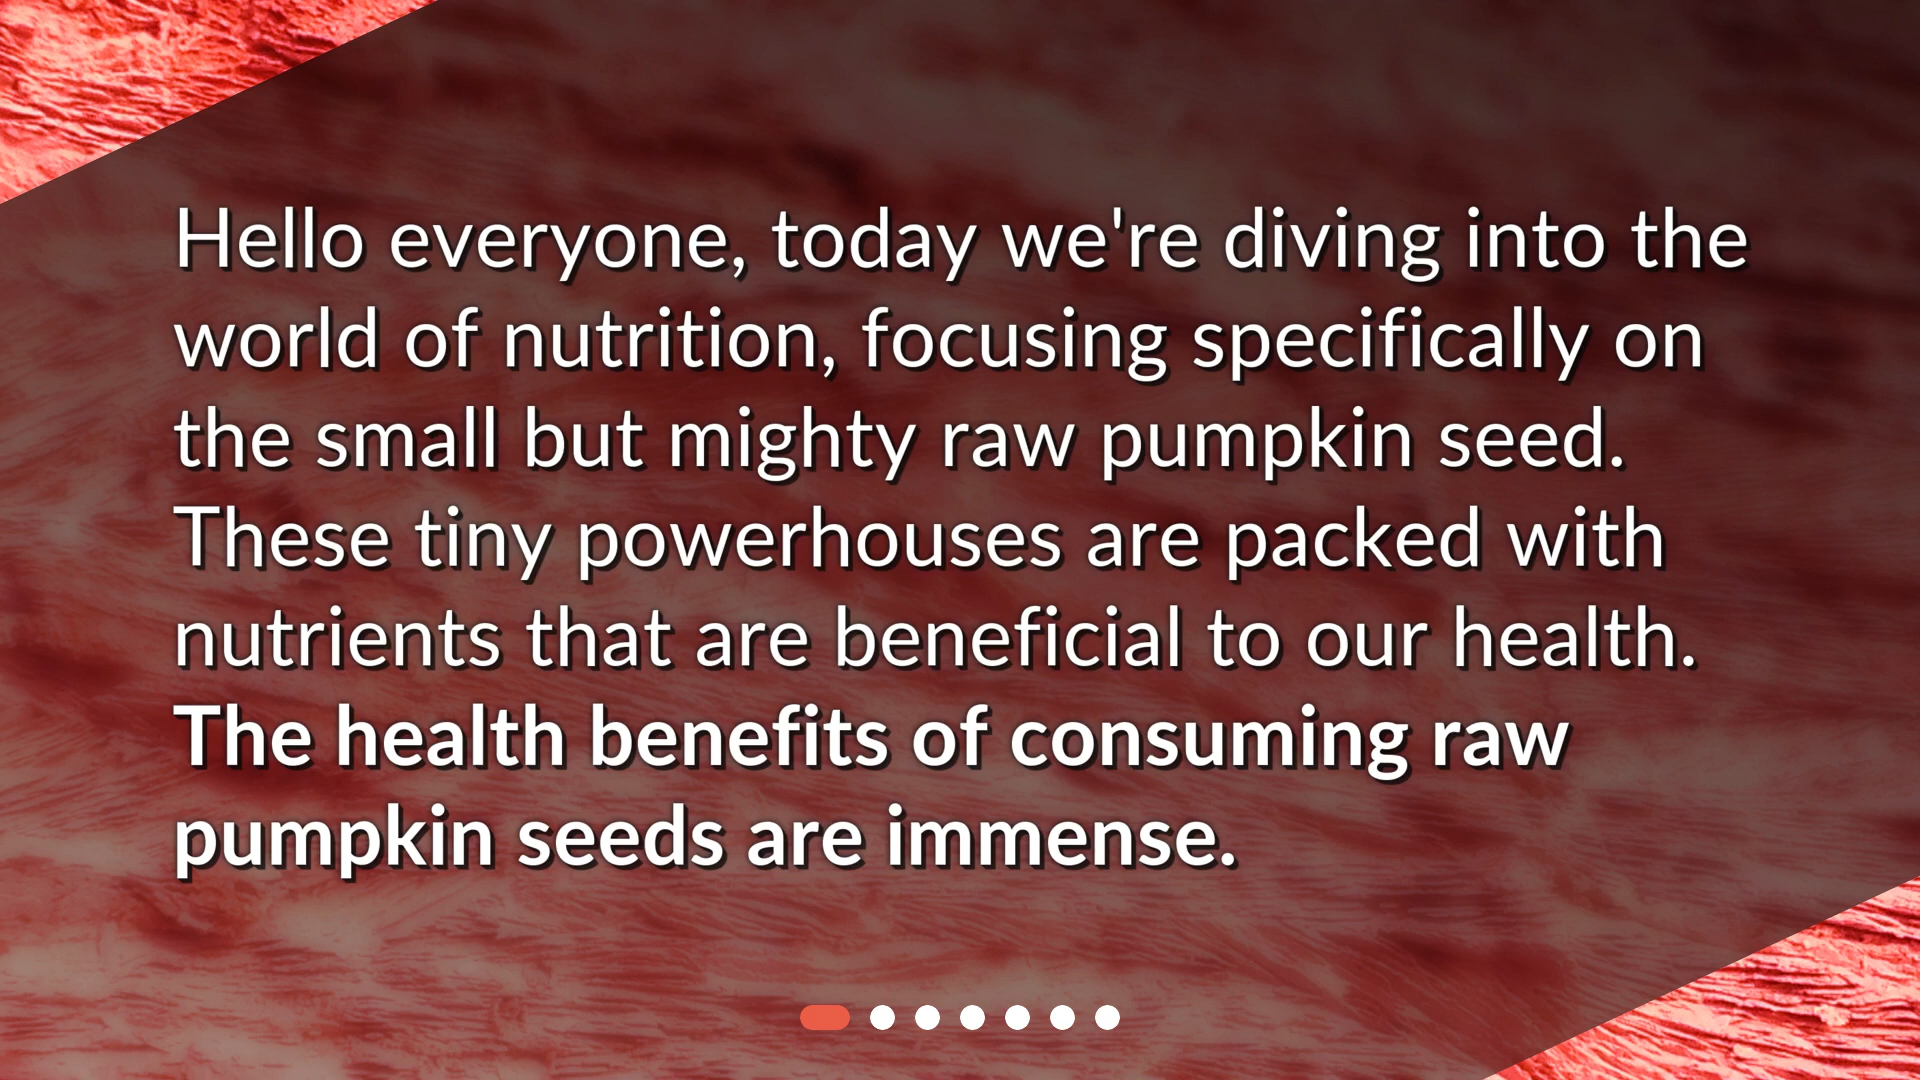 Hello everyone, today we're diving into the
world of nutrition, focusing specifically on
the small but mighty raw pumpkin seed.
These tiny powerhouses are packed with
nutrients that are beneficial to our health.
The health benefits of consuming raw
pumpkin seeds are immense.